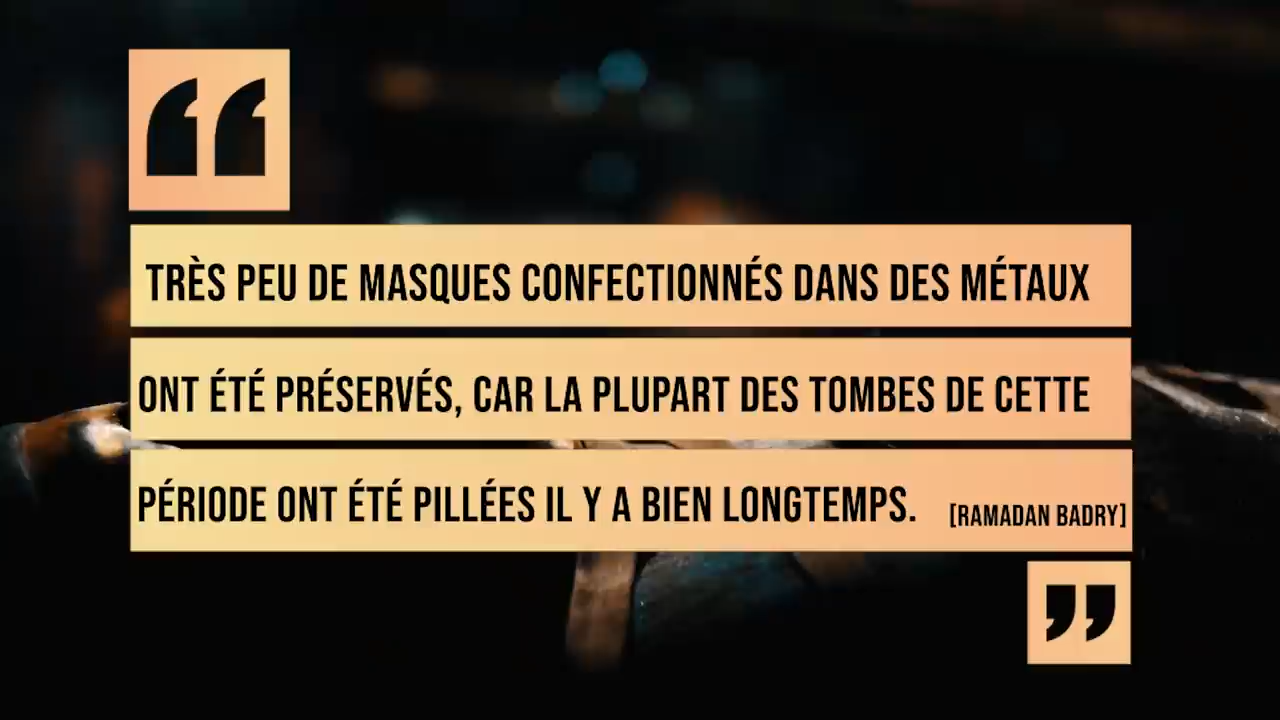 “
TRÈS PEU DE MASQUES CONFECTIONNÉS DANS DES MÉTAUX
ONT ÉTÉ PRÉSERVÉS, CAR LA PLUPART DES TOMBES DE CETTE
PÉRIODE ONT ÉTÉ PILLÉES IL Y A BIEN LONGTEMPS. [RAMADAN BADRY]
”